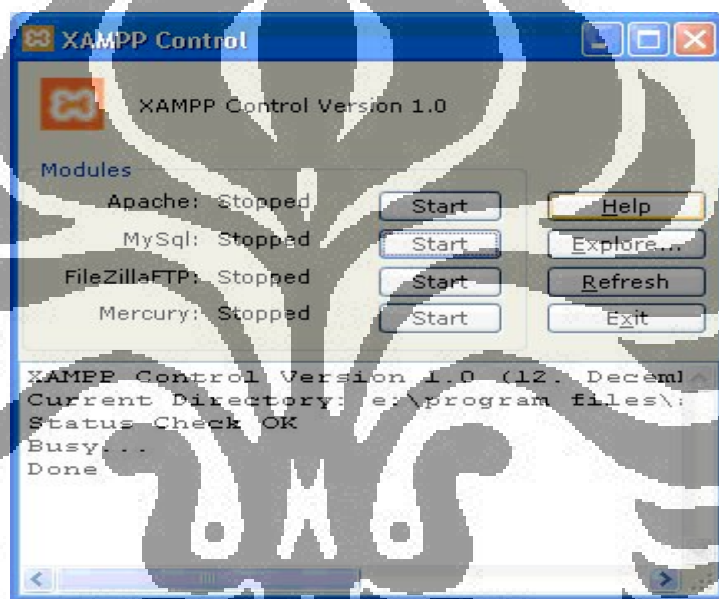 XAMPP Control
XAMPP Control Version 1.0
Modules
Apache: Stopped Start Help
MySql: Stopped Start Explore...
FileZillaFTP: Stopped Start Refresh
Mercury: Stopped Start Exit
XAMPP Control Version 1.0 (12. Decem
Current Directory: e:\program files\
Status Check OK
Busy...
Done